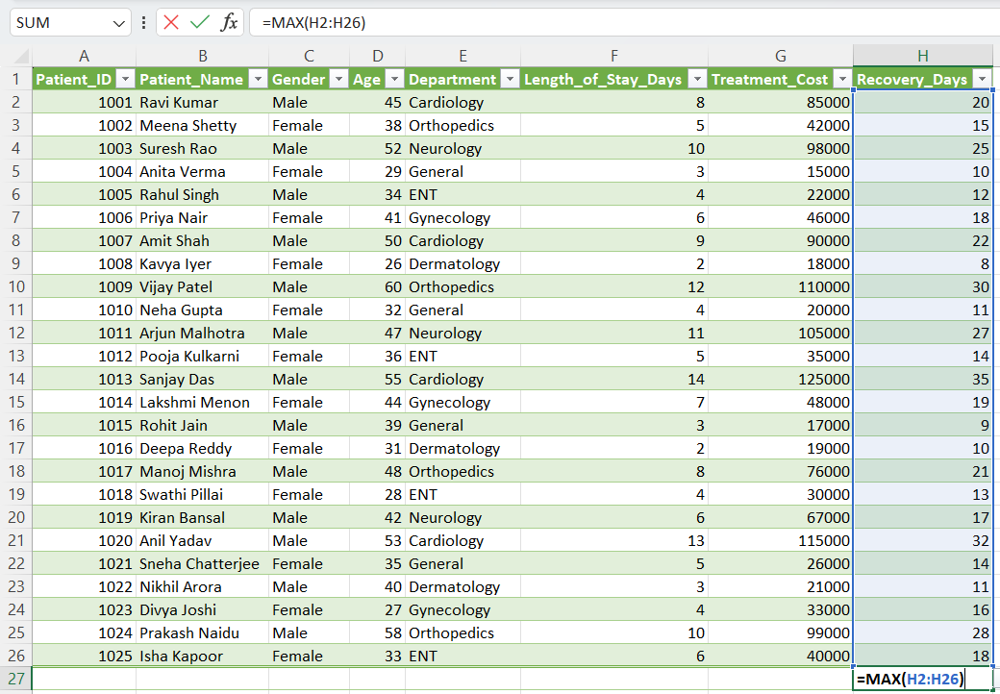 SUM fx =MAX(H2:H26)
A B C D E F G H
1 Patient_ID Patient_Name Gender Age Department Length_of_Stay_Days Treatment_Cost Recovery_Days
2 1001 Ravi Kumar Male 45 Cardiology 8 85000 20
3 1002 Meena Shetty Female 38 Orthopedics 5 42000 15
4 1003 Suresh Rao Male 52 Neurology 10 98000 25
5 1004 Anita Verma Female 29 General 3 15000 10
6 1005 Rahul Singh Male 34 ENT 4 22000 12
7 1006 Priya Nair Female 41 Gynecology 6 46000 18
8 1007 Amit Shah Male 50 Cardiology 9 90000 22
9 1008 Kavya Iyer Female 26 Dermatology 2 18000 8
10 1009 Vijay Patel Male 60 Orthopedics 12 110000 30
11 1010 Neha Gupta Female 32 General 4 20000 11
12 1011 Arjun Malhotra Male 47 Neurology 11 105000 27
13 1012 Pooja Kulkarni Female 36 ENT 5 35000 14
14 1013 Sanjay Das Male 55 Cardiology 14 125000 35
15 1014 Lakshmi Menon Female 44 Gynecology 7 48000 19
16 1015 Rohit Jain Male 39 General 3 17000 9
17 1016 Deepa Reddy Female 31 Dermatology 2 19000 10
18 1017 Manoj Mishra Male 48 Orthopedics 8 76000 21
19 1018 Swathi Pillai Female 28 ENT 4 30000 13
20 1019 Kiran Bansal Male 42 Neurology 6 67000 17
21 1020 Anil Yadav Male 53 Cardiology 13 115000 32
22 1021 Sneha Chatterjee Female 35 General 5 26000 14
23 1022 Nikhil Arora Male 40 Dermatology 3 21000 11
24 1023 Divya Joshi Female 27 Gynecology 4 33000 16
25 1024 Prakash Naidu Male 58 Orthopedics 10 99000 28
26 1025 Isha Kapoor Female 33 ENT 6 40000 18
27 =MAX(H2:H26)